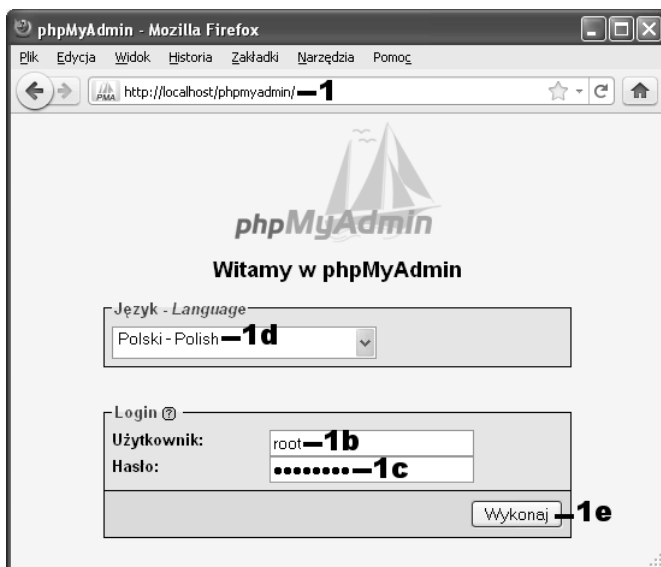 phpMyAdmin - Mozilla Firefox
Plik Edycja Widok Historia Zakładki Narzędzia Pomoc
PMA http://localhost/phpmyadmin/ 1
phpMyAdmin
Witamy w phpMyAdmin
Język - Language
Polski - Polish 1d
Login ?
Użytkownik: root 1b
Hasło: •••••••• 1c
Wykonaj 1e